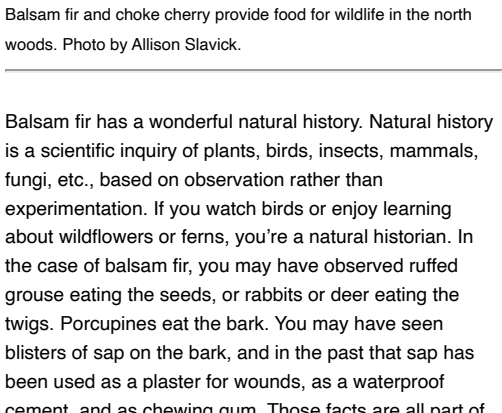 Balsam fir and choke cherry provide food for wildlife in the north
woods. Photo by Allison Slavick.
Balsam fir has a wonderful natural history. Natural history
is a scientific inquiry of plants, birds, insects, mammals,
fungi, etc., based on observation rather than
experimentation. If you watch birds or enjoy learning
about wildflowers or ferns, you’re a natural historian. In
the case of balsam fir, you may have observed ruffed
grouse eating the seeds, or rabbits or deer eating the
twigs. Porcupines eat the bark. You may have seen
blisters of sap on the bark, and in the past that sap has
been used as a plaster for wounds, as a waterproof
cement, and as chewing gum. Those facts are all part of